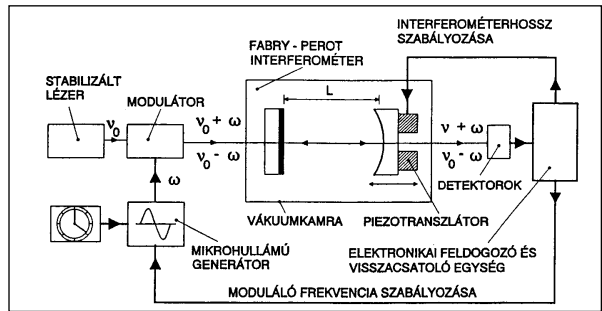 INTERFEROMÉTERHOSSZ
SZABÁLYOZÁSA
FABRY - PEROT
INTERFEROMÉTER
STABILIZÁLT
LÉZER
MODULÁTOR
L
ν₀
ν₀ + ω
ν₀ - ω
ν + ω
ν₀ - ω
ω
DETEKTOROK
VÁKUUMKAMRA
PIEZOTRANSZLÁTOR
MIKROHULLÁMÚ
GENERÁTOR
ELEKTRONIKAI FELDOGOZÓ ÉS
VISSZACSATOLÓ EGYSÉG
MODULÁLÓ FREKVENCIA SZABÁLYOZÁSA